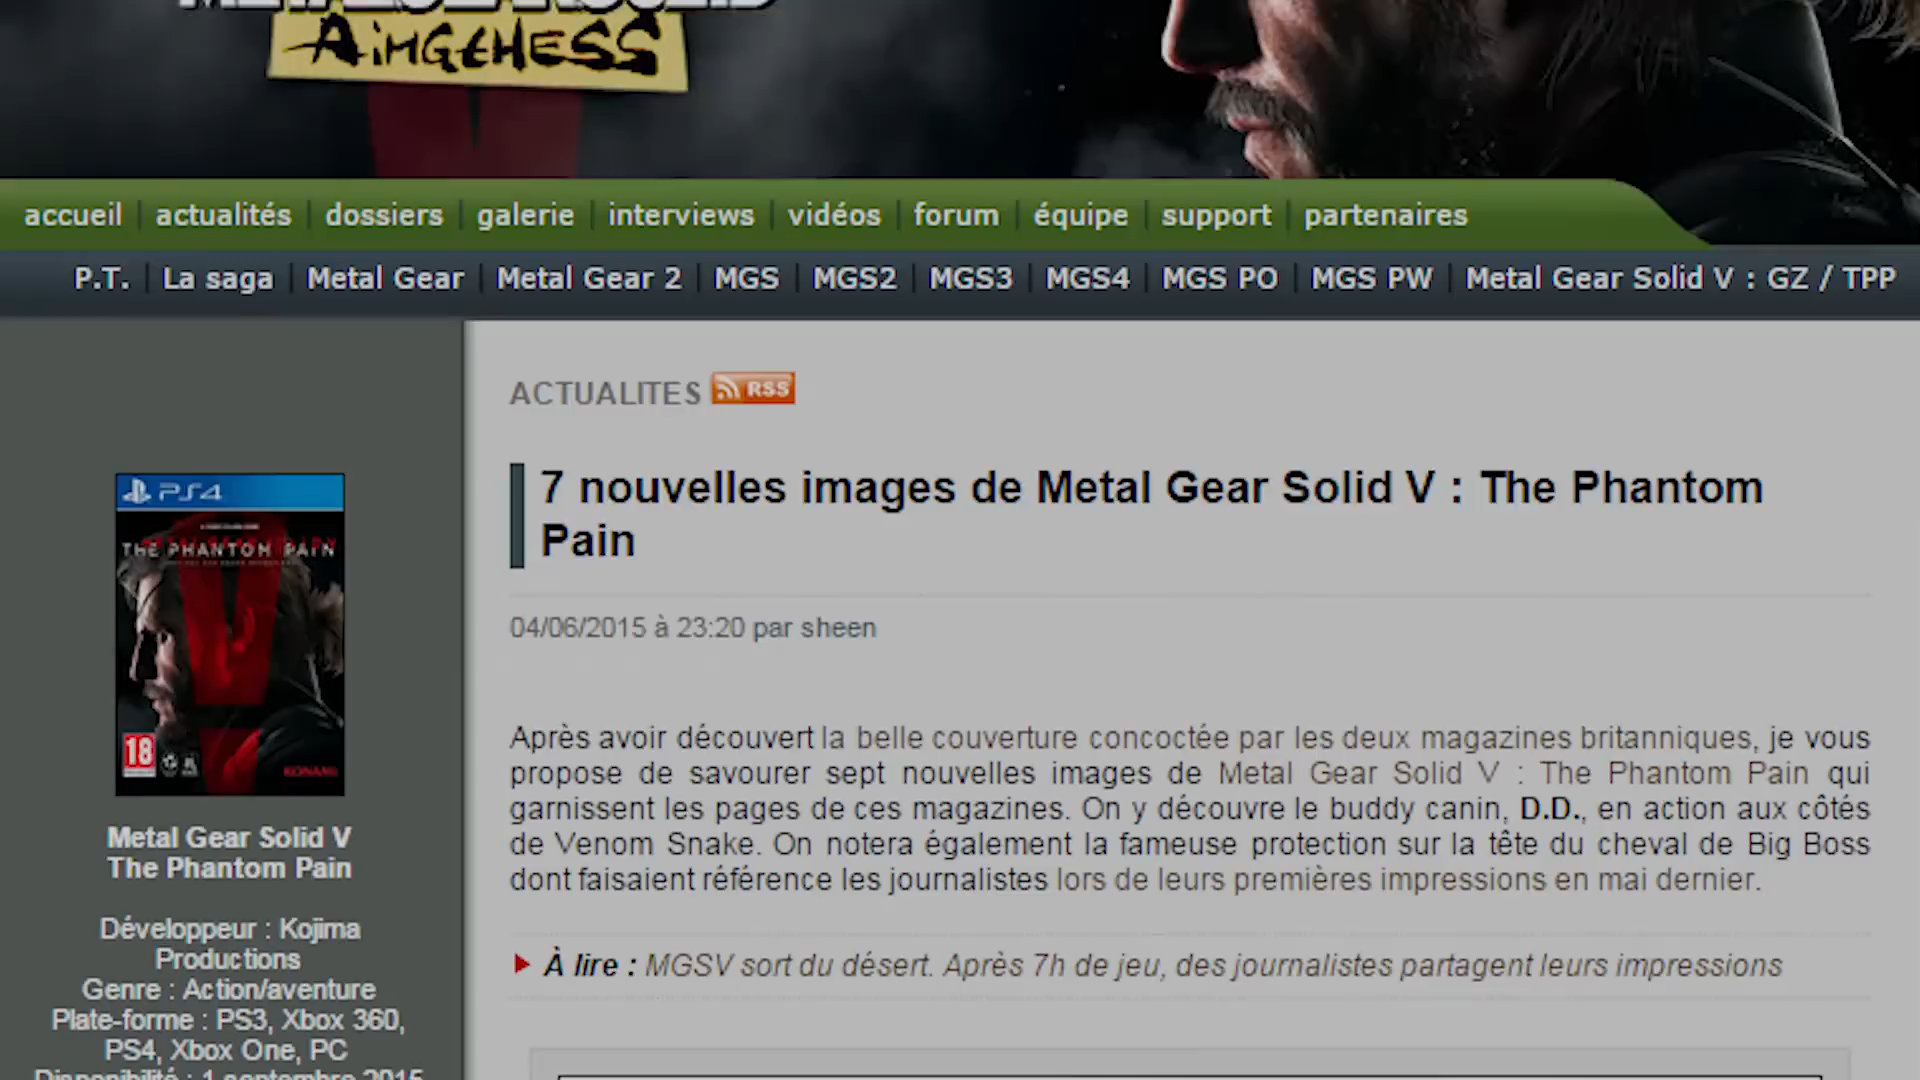 AiMGEHESS
accueil actualités dossiers galerie interviews vidéos forum équipe support partenaires
P.T. La saga Metal Gear Metal Gear 2 MGS MGS2 MGS3 MGS4 MGS PO MGS PW Metal Gear Solid V : GZ / TPP
ACTUALITES RSS
7 nouvelles images de Metal Gear Solid V : The Phantom
Pain
04/06/2015 à 23:20 par sheen
Après avoir découvert la belle couverture concoctée par les deux magazines britanniques, je vous
propose de savourer sept nouvelles images de Metal Gear Solid V : The Phantom Pain qui
garnissent les pages de ces magazines. On y découvre le buddy canin, D.D., en action aux côtés
de Venom Snake. On notera également la fameuse protection sur la tête du cheval de Big Boss
dont faisaient référence les journalistes lors de leurs premières impressions en mai dernier.
À lire : MGSV sort du désert. Après 7h de jeu, des journalistes partagent leurs impressions
PS4
THE PHANTOM PAIN
18
KONAMI
Metal Gear Solid V
The Phantom Pain
Développeur : Kojima
Productions
Genre : Action/aventure
Plate-forme : PS3, Xbox 360,
PS4, Xbox One, PC
Disponibilité : 1 septembre 2015